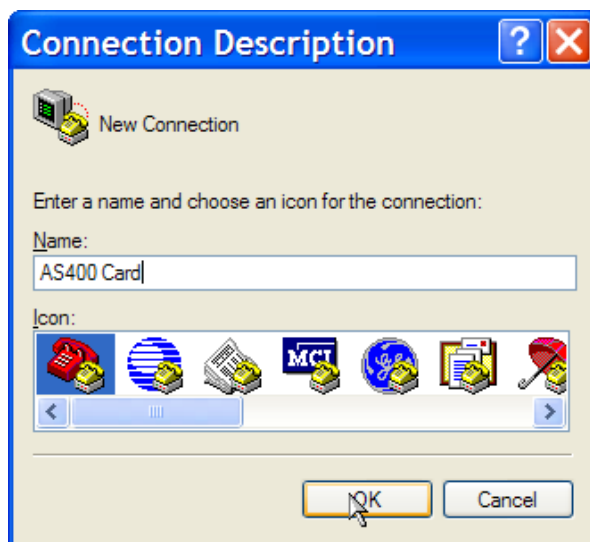 Connection Description
New Connection
Enter a name and choose an icon for the connection:
Name:
AS400 Card
Icon:
MCI
OK
Cancel